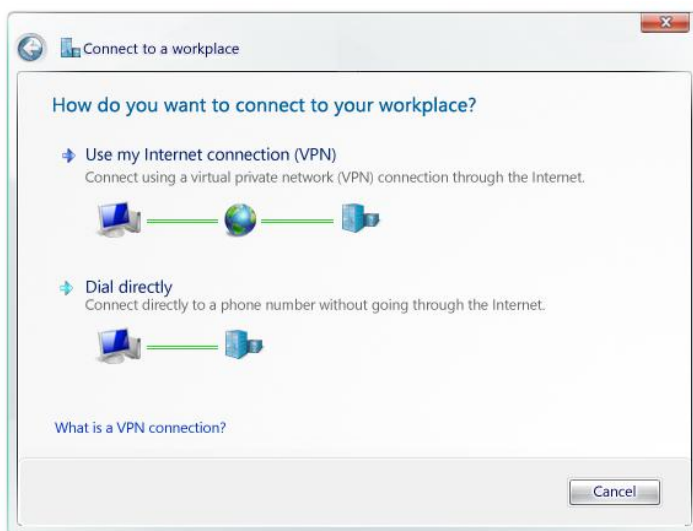 Connect to a workplace
How do you want to connect to your workplace?
Use my Internet connection (VPN)
Connect using a virtual private network (VPN) connection through the Internet.
Dial directly
Connect directly to a phone number without going through the Internet.
What is a VPN connection?
Cancel